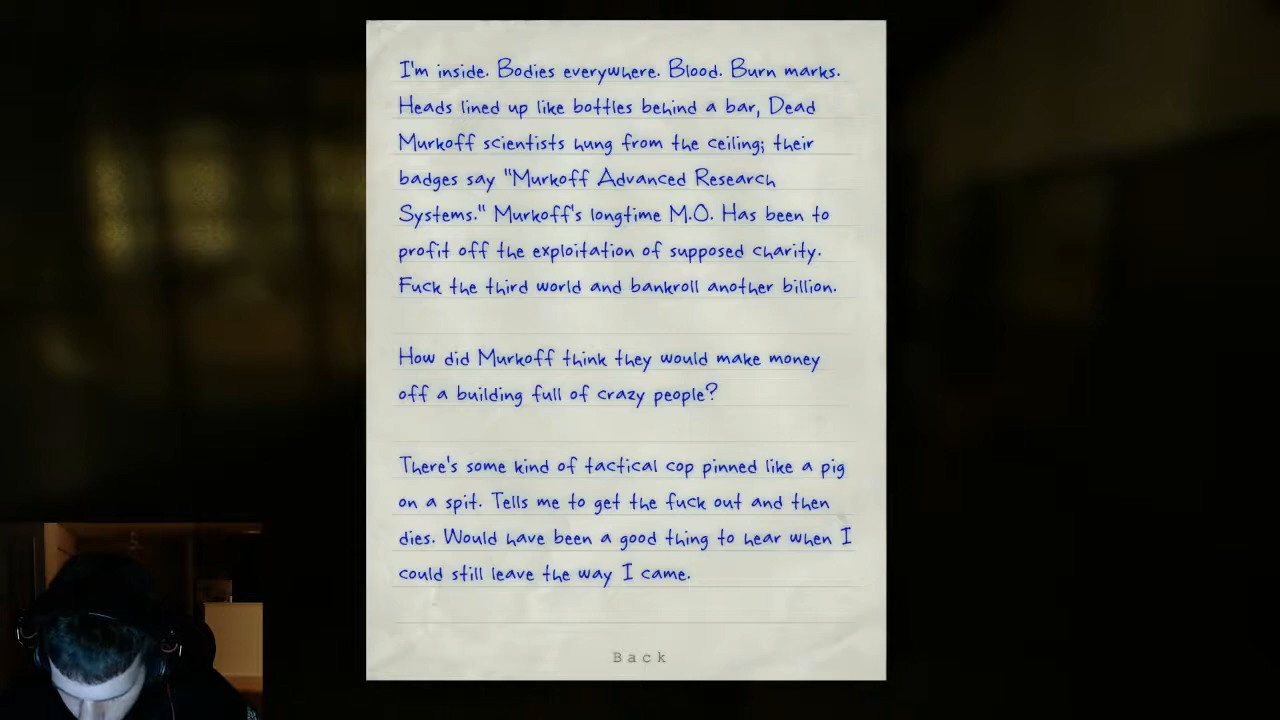 I'm inside. Bodies everywhere. Blood. Burn marks.
Heads lined up like bottles behind a bar, Dead
Murkoff scientists hung from the ceiling; their
badges say "Murkoff Advanced Research
Systems." Murkoff's longtime M.O. Has been to
profit off the exploitation of supposed charity.
Fuck the third world and bankroll another billion.
How did Murkoff think they would make money
off a building full of crazy people?
There's some kind of tactical cop pinned like a pig
on a spit. Tells me to get the fuck out and then
dies. Would have been a good thing to hear when I
could still leave the way I came.
Back